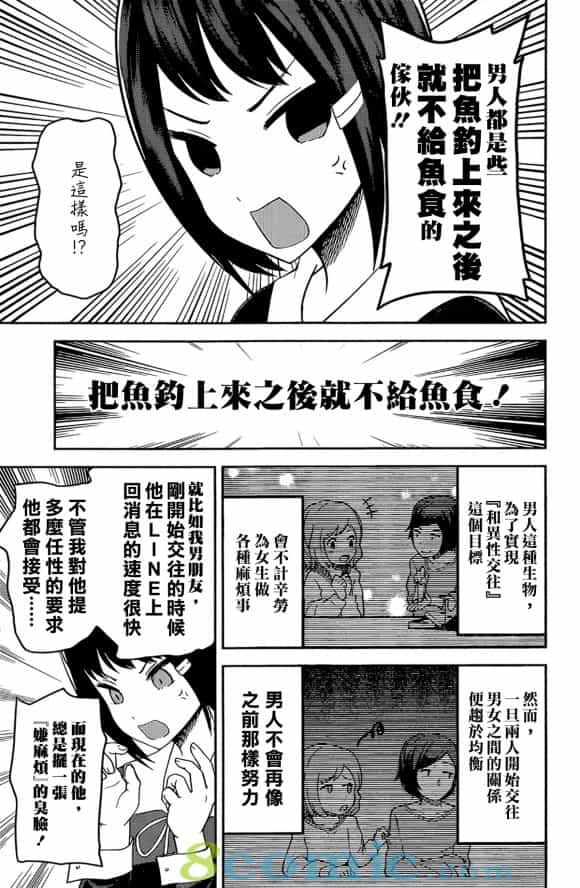 男人都是些
把魚釣上來之後
就不給魚食的
傢伙!!
是這樣嗎!?
把魚釣上來之後就不給魚食!
男人這種生物,
為了實現
『和異性交往』
這個目標
會不計辛勞
為女生做
各種麻煩事
然而,
一旦兩人開始交往
男女之間的關係
便趨於均衡
男人不會再像
之前那樣努力
就比如我男朋友,
剛開始交往的時候
他在LINE上
回消息的速度很快
不管我對他提
多麼任性的要求
他都會接受……
而現在的他,
總是擺一張
『嫌麻煩』的臭臉!
8comic.com